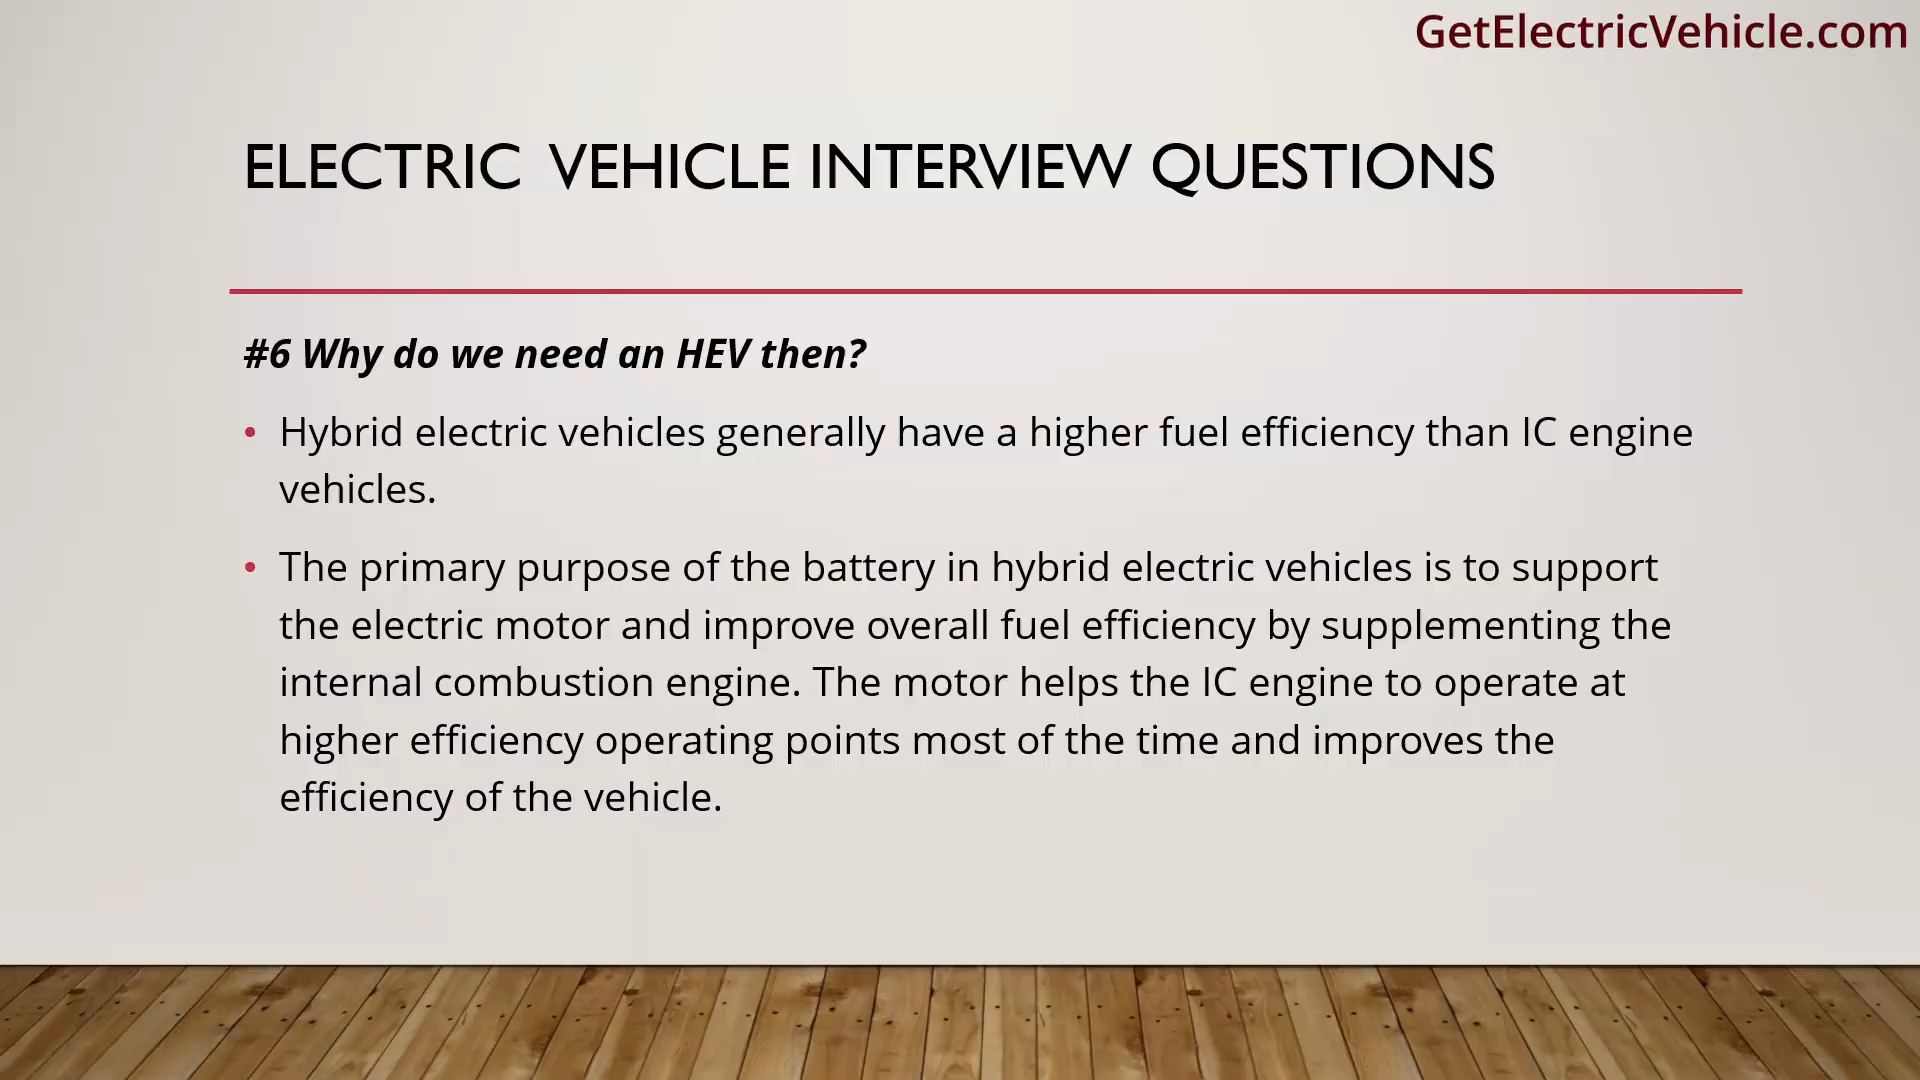 GetElectricVehicle.com
ELECTRIC VEHICLE INTERVIEW QUESTIONS
#6 Why do we need an HEV then?
• Hybrid electric vehicles generally have a higher fuel efficiency than IC engine
vehicles.
• The primary purpose of the battery in hybrid electric vehicles is to support
the electric motor and improve overall fuel efficiency by supplementing the
internal combustion engine. The motor helps the IC engine to operate at
higher efficiency operating points most of the time and improves the
efficiency of the vehicle.